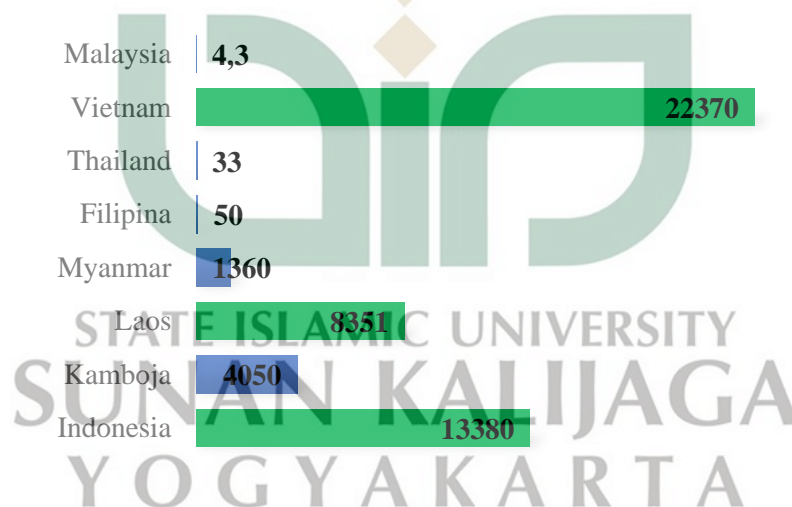 Malaysia 4,3
Vietnam 22370
Thailand 33
Filipina 50
Myanmar 1360
Laos 8351
STATE ISLAMIC UNIVERSITY
Kamboja 4050
SUNAN KALIJAGA
Indonesia 13380
YOGYAKARTA